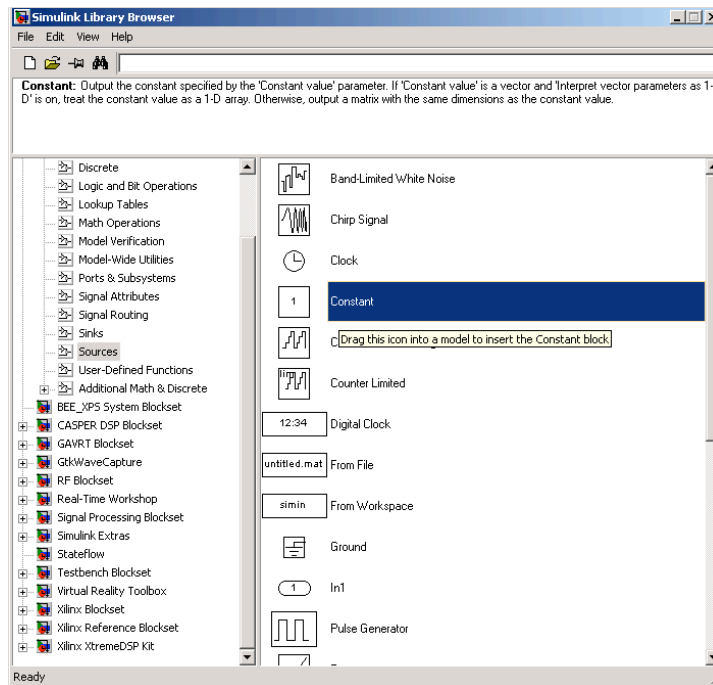 Simulink Library Browser
File Edit View Help
Constant: Output the constant specified by the 'Constant value' parameter. If 'Constant value' is a vector and 'Interpret vector parameters as 1-
D' is on, treat the constant value as a 1-D array. Otherwise, output a matrix with the same dimensions as the constant value.
Discrete
Logic and Bit Operations
Lookup Tables
Math Operations
Model Verification
Model-Wide Utilities
Ports & Subsystems
Signal Attributes
Signal Routing
Sinks
Sources
User-Defined Functions
Additional Math & Discrete
BEE_XPS System Blockset
CASPER DSP Blockset
GAVRT Blockset
GtkWaveCapture
RF Blockset
Real-Time Workshop
Signal Processing Blockset
Simulink Extras
Stateflow
Testbench Blockset
Virtual Reality Toolbox
Xilinx Blockset
Xilinx Reference Blockset
Xilinx XtremeDSP Kit
Band-Limited White Noise
Chirp Signal
Clock
1 Constant
C
Drag this icon into a model to insert the Constant block
lim Counter Limited
12:34 Digital Clock
untitled.mat From File
simin From Workspace
Ground
1 In1
Pulse Generator
Ready